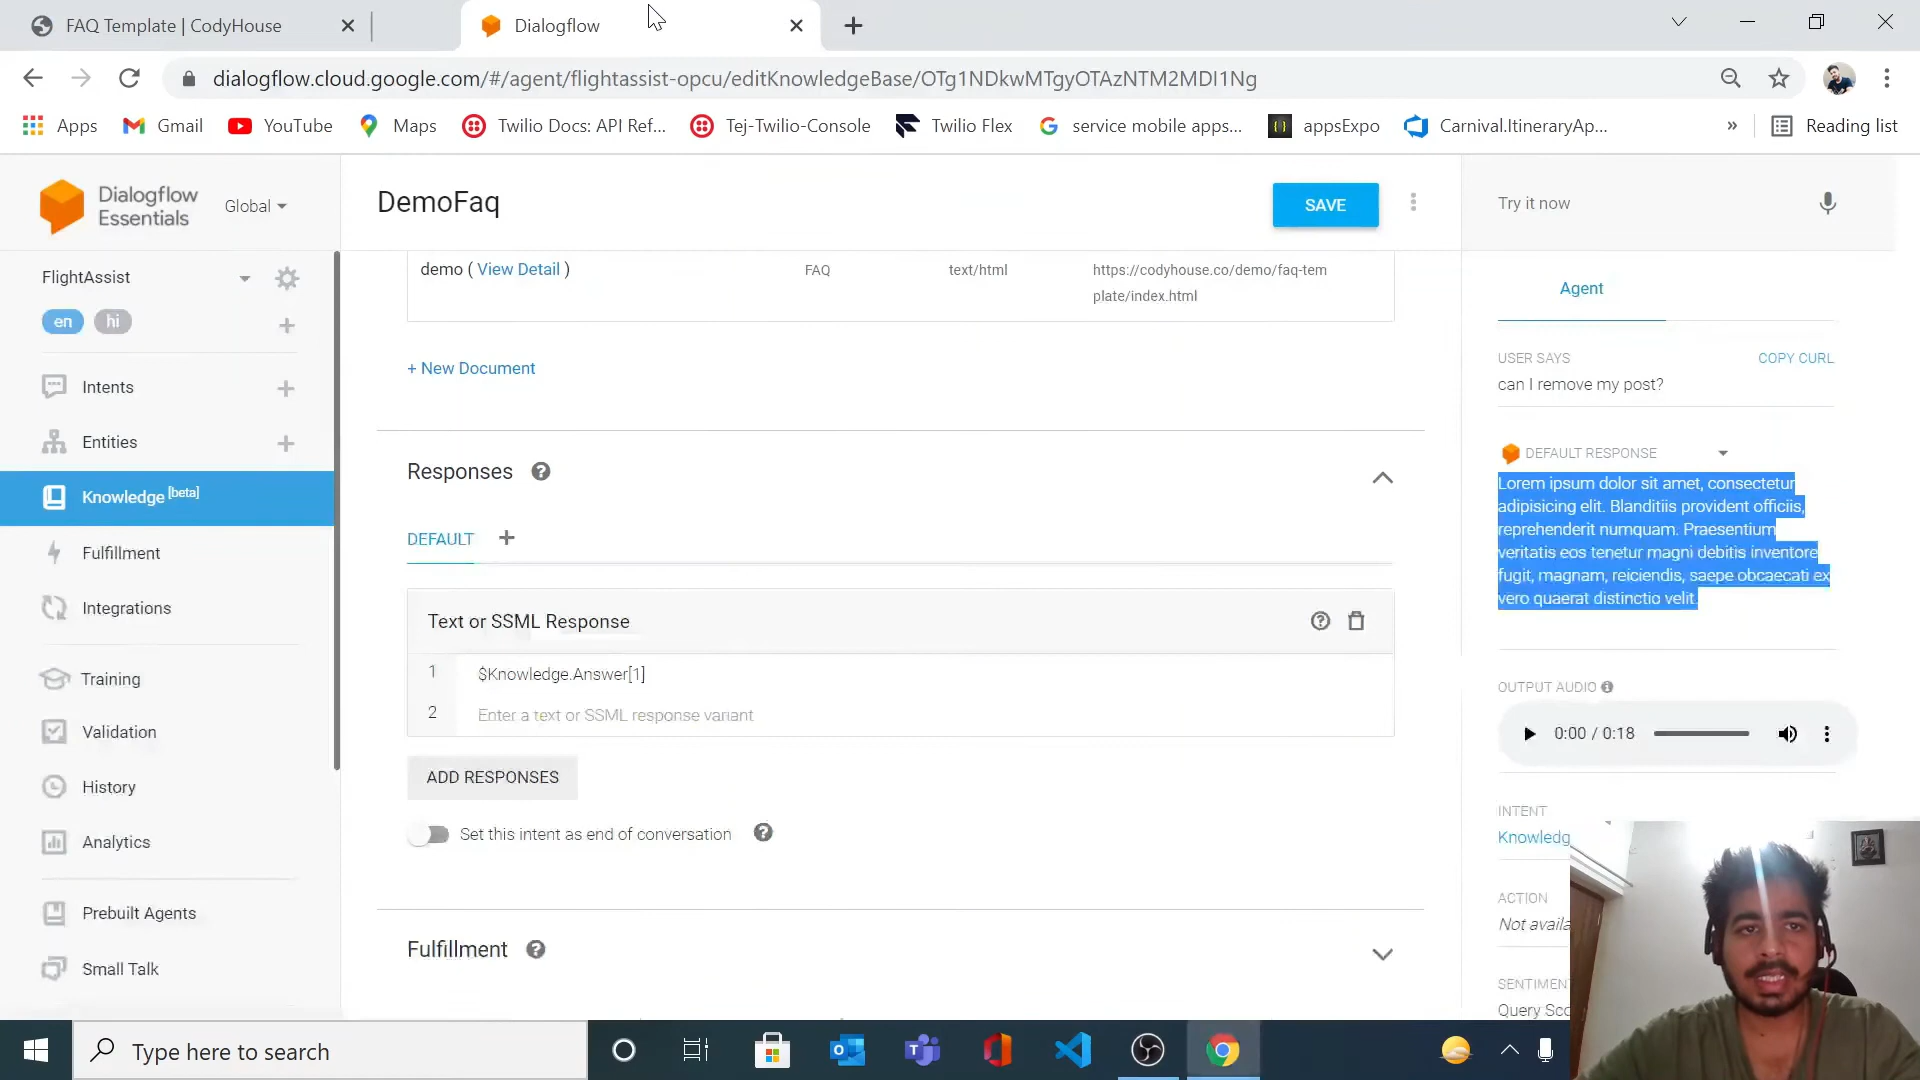 FAQ Template | CodyHouse
Dialogflow
dialogflow.cloud.google.com/#/agent/flightassist-opcu/editKnowledgeBase/OTg1NDkwMTgyOTAzNTM2MDI1Ng
Apps
Gmail
YouTube
Maps
Twilio Docs: API Ref...
Tej-Twilio-Console
Twilio Flex
service mobile apps...
appsExpo
Carnival.ItineraryAp...
»
Reading list
Dialogflow
Essentials
Global
DemoFaq
SAVE
Try it now
FlightAssist
en
hi
Intents
Entities
Knowledge [beta]
Fulfillment
Integrations
Training
Validation
History
Analytics
Prebuilt Agents
Small Talk
demo ( View Detail )
FAQ
text/html
https://codyhouse.co/demo/faq-tem
plate/index.html
+ New Document
Responses
DEFAULT
Text or SSML Response
1 $Knowledge.Answer[1]
2 Enter a text or SSML response variant
ADD RESPONSES
Set this intent as end of conversation
Fulfillment
Agent
USER SAYS
COPY CURL
can I remove my post?
DEFAULT RESPONSE
Lorem ipsum dolor sit amet, consectetur
adipisicing elit. Blanditiis provident officiis,
reprehenderit numquam. Praesentium
veritatis eos tenetur magni debitis inventore
fugit, magnam, reiciendis, saepe obcaecati ex
vero quaerat distinctio velit.
OUTPUT AUDIO
0:00 / 0:18
INTENT
Knowledg
ACTION
Not availa
SENTIMEN
Query Sco
Type here to search